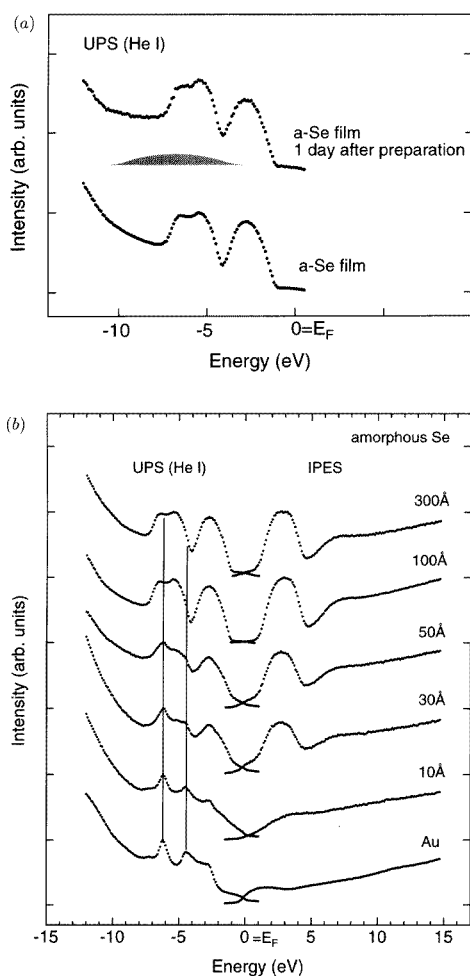 (a)
UPS (He I)
a-Se film
1 day after preparation
a-Se film
Intensity (arb. units)
-10 -5 0=E_F
Energy (eV)
(b)
amorphous Se
UPS (He I) IPES
300Å
100Å
50Å
30Å
10Å
Au
Intensity (arb. units)
-15 -10 -5 0 =E_F 5 10 15
Energy (eV)